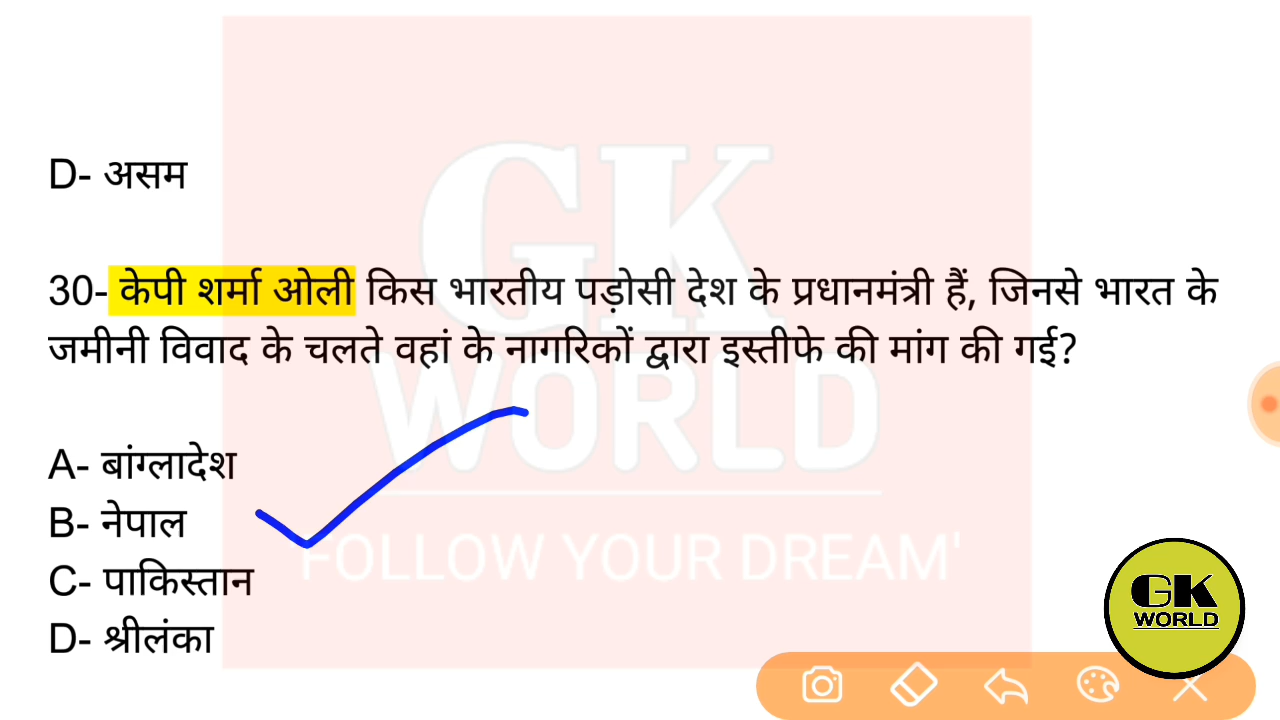 D- असम
30- केपी शर्मा ओली किस भारतीय पड़ोसी देश के प्रधानमंत्री हैं, जिनसे भारत के
जमीनी विवाद के चलते वहां के नागरिकों द्वारा इस्तीफे की मांग की गई?
A- बांग्लादेश
B- नेपाल
C- पाकिस्तान
D- श्रीलंका
GK
WORLD
'FOLLOW YOUR DREAM'
GK
WORLD